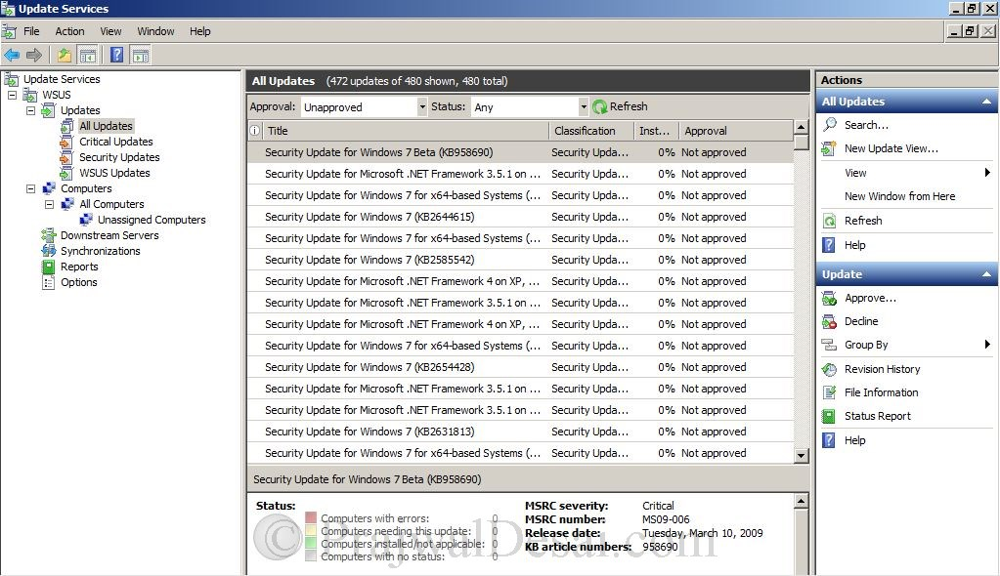 Update Services
File Action View Window Help
Update Services
WSUS
Updates
All Updates
Critical Updates
Security Updates
WSUS Updates
Computers
All Computers
Unassigned Computers
Downstream Servers
Synchronizations
Reports
Options
All Updates (472 updates of 480 shown, 480 total)
Approval: Unapproved Status: Any Refresh
Title Classification Inst... Approval
Security Update for Windows 7 Beta (KB958690) Security Upda... 0% Not approved
Security Update for Microsoft .NET Framework 3.5.1 on ... Security Upda... 0% Not approved
Security Update for Windows 7 for x64-based Systems (... Security Upda... 0% Not approved
Security Update for Windows 7 (KB2644615) Security Upda... 0% Not approved
Security Update for Windows 7 for x64-based Systems (... Security Upda... 0% Not approved
Security Update for Windows 7 (KB2585542) Security Upda... 0% Not approved
Security Update for Microsoft .NET Framework 4 on XP, ... Security Upda... 0% Not approved
Security Update for Microsoft .NET Framework 3.5.1 on ... Security Upda... 0% Not approved
Security Update for Microsoft .NET Framework 4 on XP, ... Security Upda... 0% Not approved
Security Update for Windows 7 for x64-based Systems (... Security Upda... 0% Not approved
Security Update for Windows 7 (KB2654428) Security Upda... 0% Not approved
Security Update for Microsoft .NET Framework 3.5.1 on ... Security Upda... 0% Not approved
Security Update for Microsoft .NET Framework 3.5.1 on ... Security Upda... 0% Not approved
Security Update for Windows 7 (KB2631813) Security Upda... 0% Not approved
Security Update for Windows 7 for x64-based Systems (... Security Upda... 0% Not approved
Security Update for Windows 7 Beta (KB958690)
Status:
Computers with errors: 0
Computers needing this update: 0
Computers installed/not applicable: 0
Computers with no status: 0
MSRC severity: Critical
MSRC number: MS09-006
Release date: Tuesday, March 10, 2009
KB article numbers: 958690
© PrajwalDesai.com
Actions
All Updates
Search...
New Update View...
View
New Window from Here
Refresh
Help
Update
Approve...
Decline
Group By
Revision History
File Information
Status Report
Help